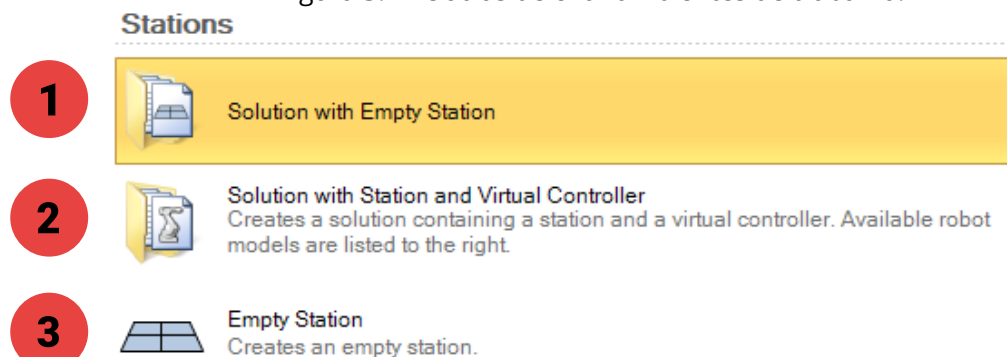 Stations
1
Solution with Empty Station
2
Solution with Station and Virtual Controller
Creates a solution containing a station and a virtual controller. Available robot
models are listed to the right.
3
Empty Station
Creates an empty station.